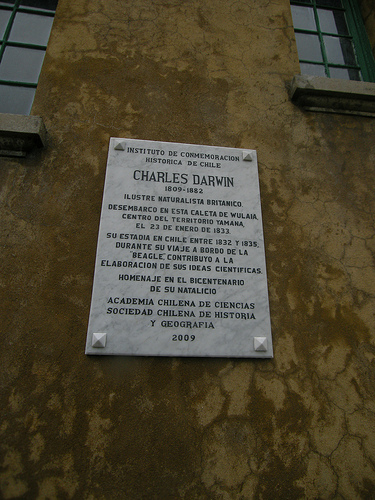 INSTITUTO DE CONMEMORACION
HISTORICA DE CHILE
CHARLES DARWIN
1809-1882
ILUSTRE NATURALISTA BRITANICO.
DESEMBARCO EN ESTA CALETA DE WULAIA,
CENTRO DEL TERRITORIO YAMANA,
EL 23 DE ENERO DE 1833.
SU ESTADIA EN CHILE ENTRE 1832 Y 1835,
DURANTE SU VIAJE A BORDO DE LA
"BEAGLE" CONTRIBUYO A LA
ELABORACION DE SUS IDEAS CIENTIFICAS.
HOMENAJE EN EL BICENTENARIO
DE SU NATALICIO
ACADEMIA CHILENA DE CIENCIAS
SOCIEDAD CHILENA DE HISTORIA
Y GEOGRAFIA
2009